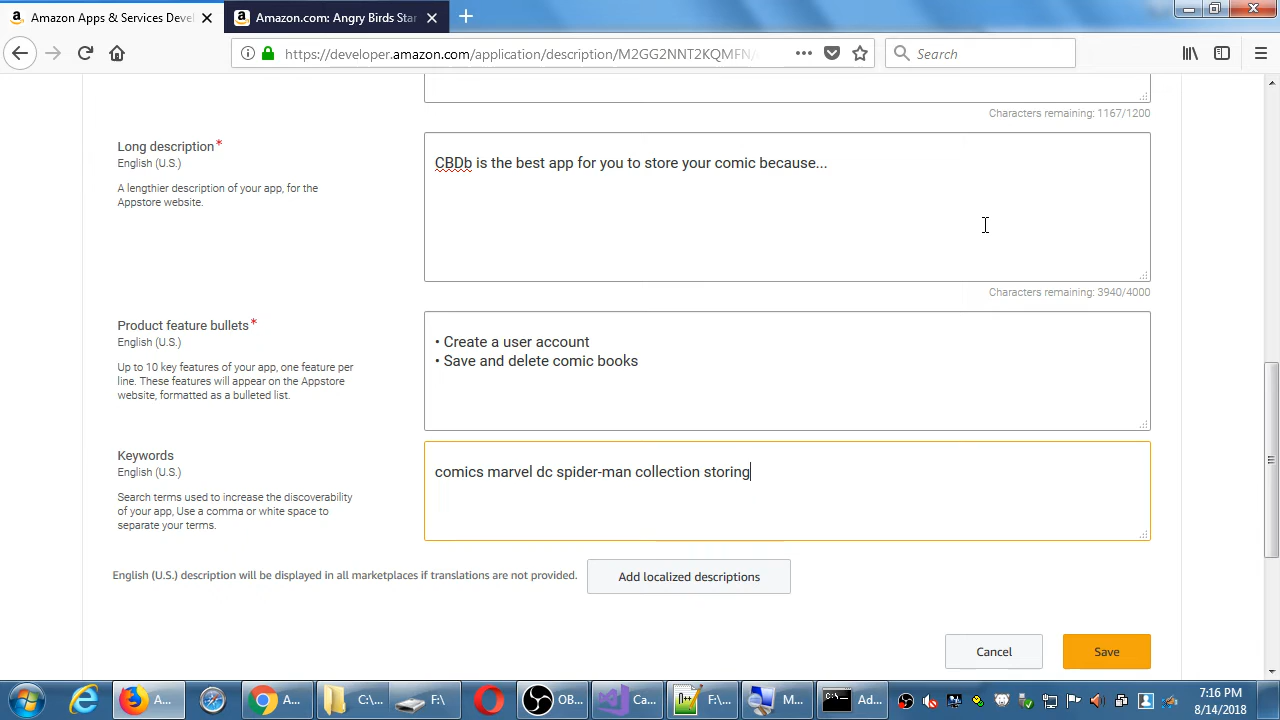 Amazon Apps & Services Deve
Amazon.com: Angry Birds Star
https://developer.amazon.com/application/description/M2GG2NNT2KQMFN/
Search
Characters remaining: 1167/1200
Long description*
English (U.S.)
A lengthier description of your app, for the
Appstore website.
CBDb is the best app for you to store your comic because...
Characters remaining: 3940/4000
Product feature bullets*
English (U.S.)
Up to 10 key features of your app, one feature per
line. These features will appear on the Appstore
website, formatted as a bulleted list.
• Create a user account
• Save and delete comic books
Keywords
English (U.S.)
Search terms used to increase the discoverability
of your app, Use a comma or white space to
separate your terms.
comics marvel dc spider-man collection storing
English (U.S.) description will be displayed in all marketplaces if translations are not provided.
Add localized descriptions
Cancel
Save
A...
A...
C:\...
F:\
OB...
Ca...
F:\...
M...
Ad...
7:16 PM
8/14/2018